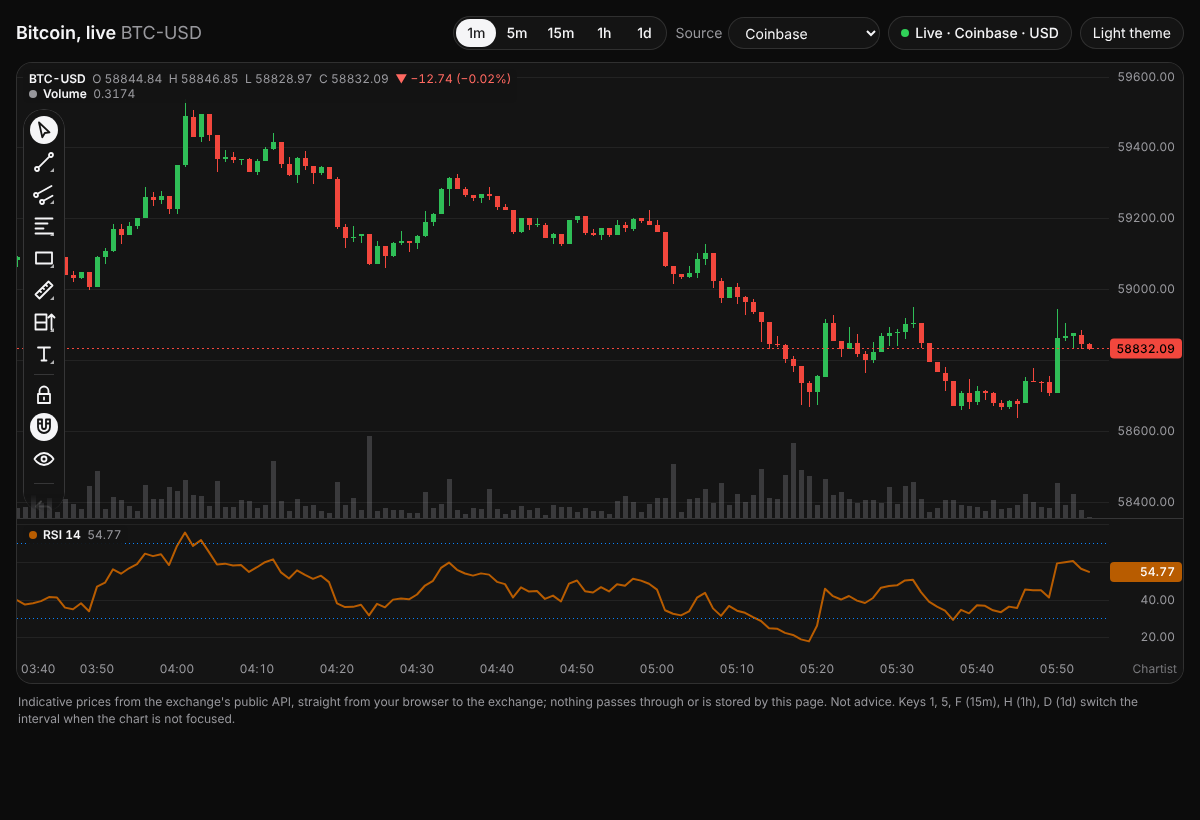 Bitcoin, live BTC-USD 1m 5m 15m 1h 1d Source Coinbase Live · Coinbase · USD Light theme
BTC-USD O 58844.84 H 58846.85 L 58828.97 C 58832.09 ▼ −12.74 (−0.02%)
Volume 0.3174
59600.00
59400.00
59200.00
59000.00
58832.09
58600.00
58400.00
T
RSI 14 54.77
54.77
40.00
20.00
03:40 03:50 04:00 04:10 04:20 04:30 04:40 04:50 05:00 05:10 05:20 05:30 05:40 05:50 Chartist
Indicative prices from the exchange's public API, straight from your browser to the exchange; nothing passes through or is stored by this page. Not advice. Keys 1, 5, F (15m), H (1h), D (1d) switch the
interval when the chart is not focused.